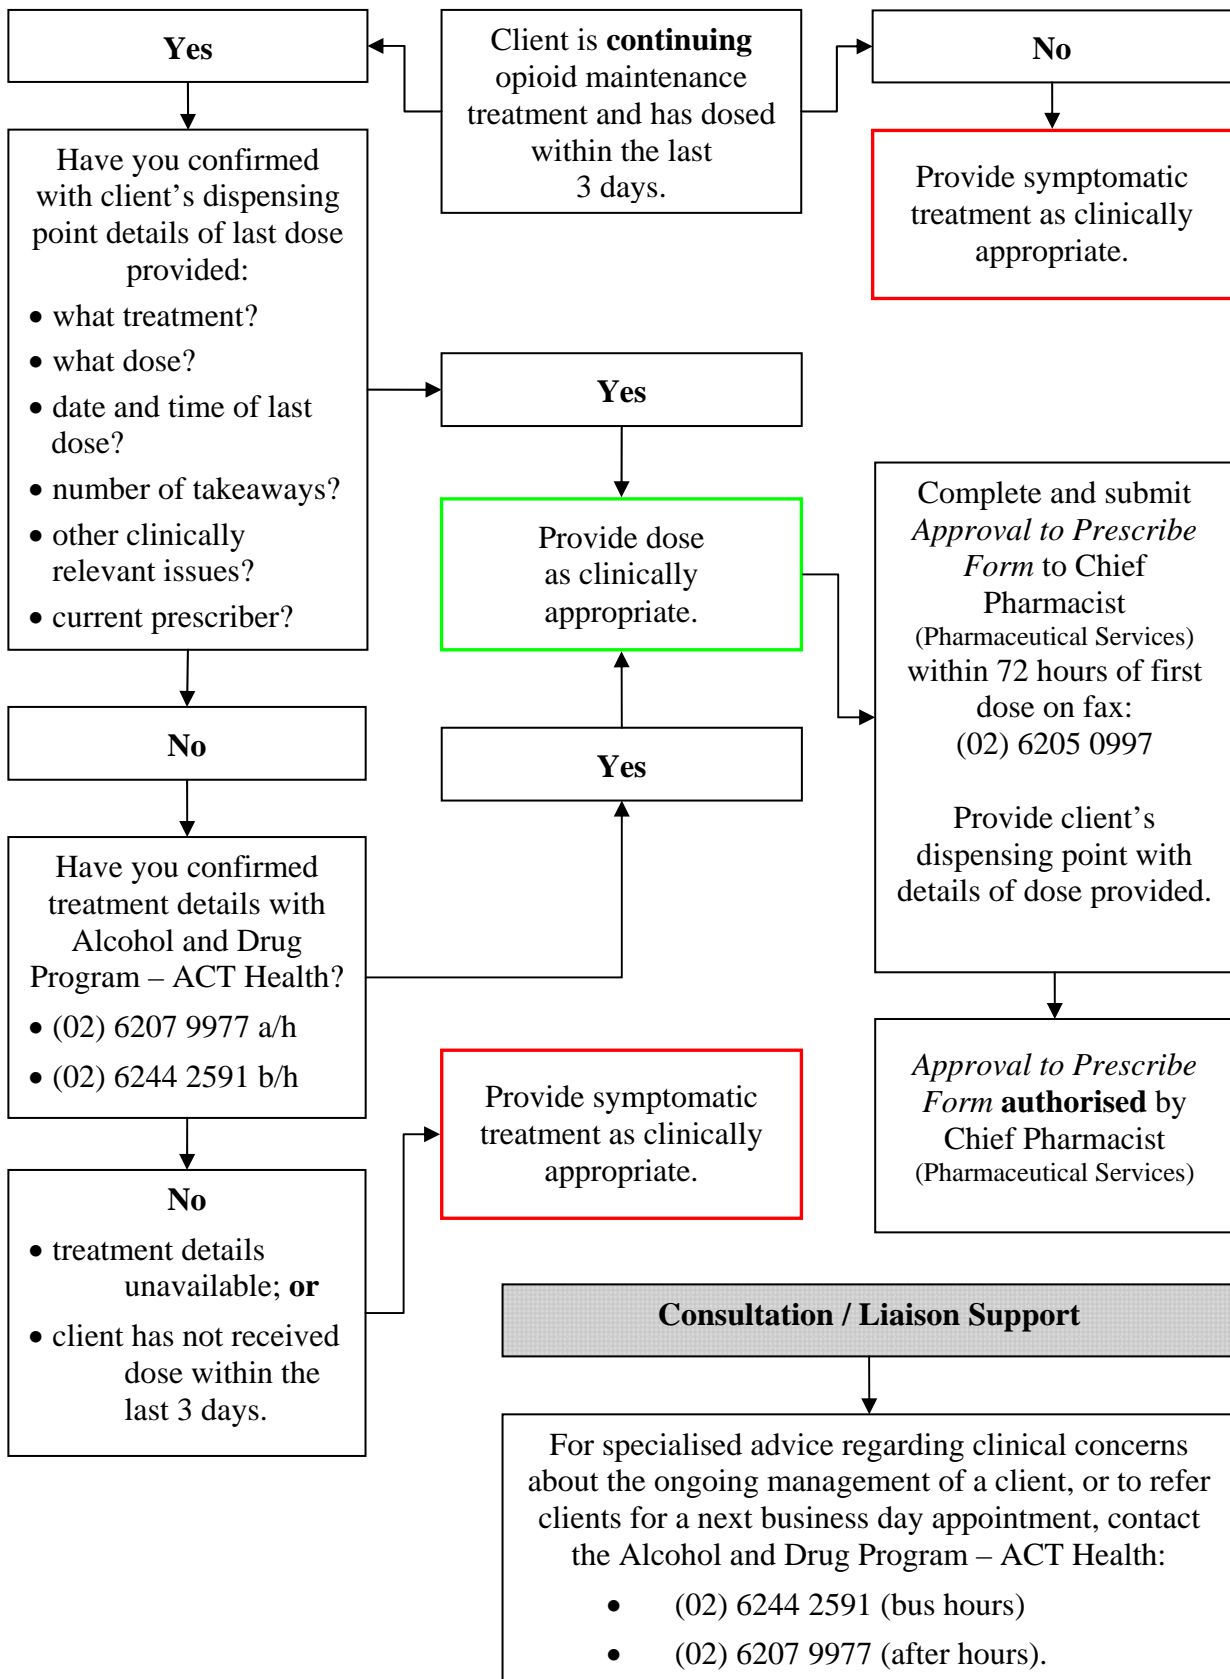 Yes
Client is continuing
opioid maintenance
treatment and has dosed
within the last
3 days.
No
Provide symptomatic
treatment as clinically
appropriate.
Have you confirmed
with client’s dispensing
point details of last dose
provided:
• what treatment?
• what dose?
• date and time of last
dose?
• number of takeaways?
• other clinically
relevant issues?
• current prescriber?
Yes
Provide dose
as clinically
appropriate.
Complete and submit
Approval to Prescribe
Form to Chief
Pharmacist
(Pharmaceutical Services)
within 72 hours of first
dose on fax:
(02) 6205 0997
Provide client’s
dispensing point with
details of dose provided.
No
Yes
Have you confirmed
treatment details with
Alcohol and Drug
Program – ACT Health?
• (02) 6207 9977 a/h
• (02) 6244 2591 b/h
Approval to Prescribe
Form authorised by
Chief Pharmacist
(Pharmaceutical Services)
Provide symptomatic
treatment as clinically
appropriate.
No
• treatment details
unavailable; or
• client has not received
dose within the
last 3 days.
Consultation / Liaison Support
For specialised advice regarding clinical concerns
about the ongoing management of a client, or to refer
clients for a next business day appointment, contact
the Alcohol and Drug Program – ACT Health:
• (02) 6244 2591 (bus hours)
• (02) 6207 9977 (after hours).